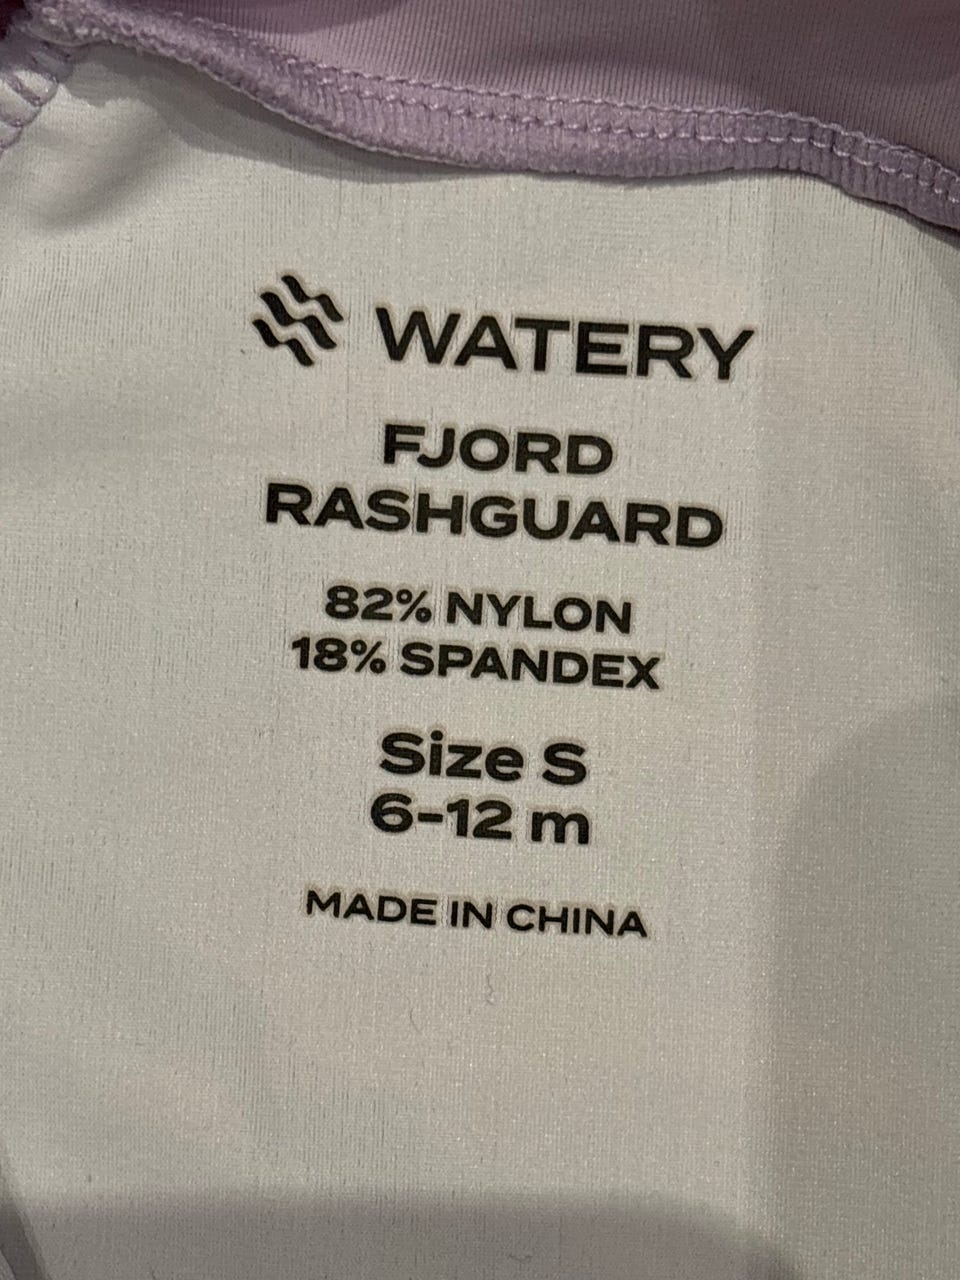 WATERY
FJORD
RASHGUARD
82% NYLON
18% SPANDEX
Size S
6-12 m
MADE IN CHINA